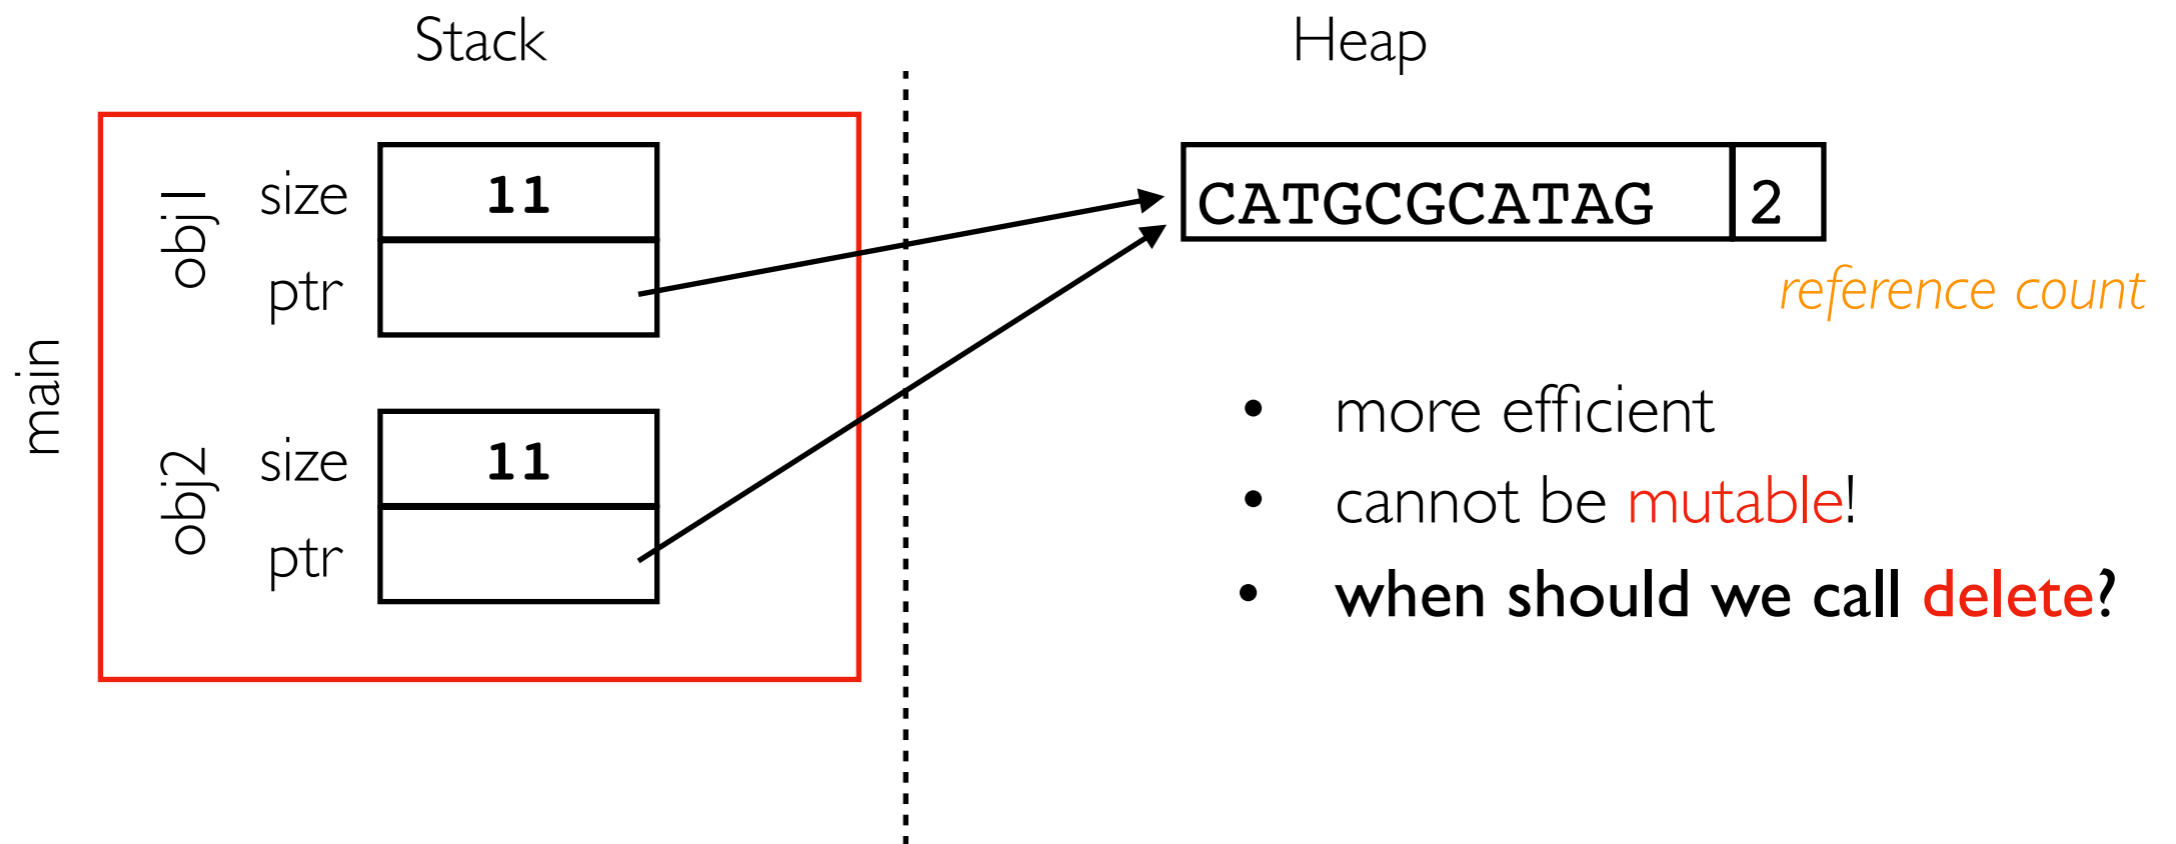 Stack
Heap
main
obj1
size
11
ptr
obj2
size
11
ptr
CATGCGCATAG
2
reference count
• more efficient
• cannot be mutable!
• when should we call delete?